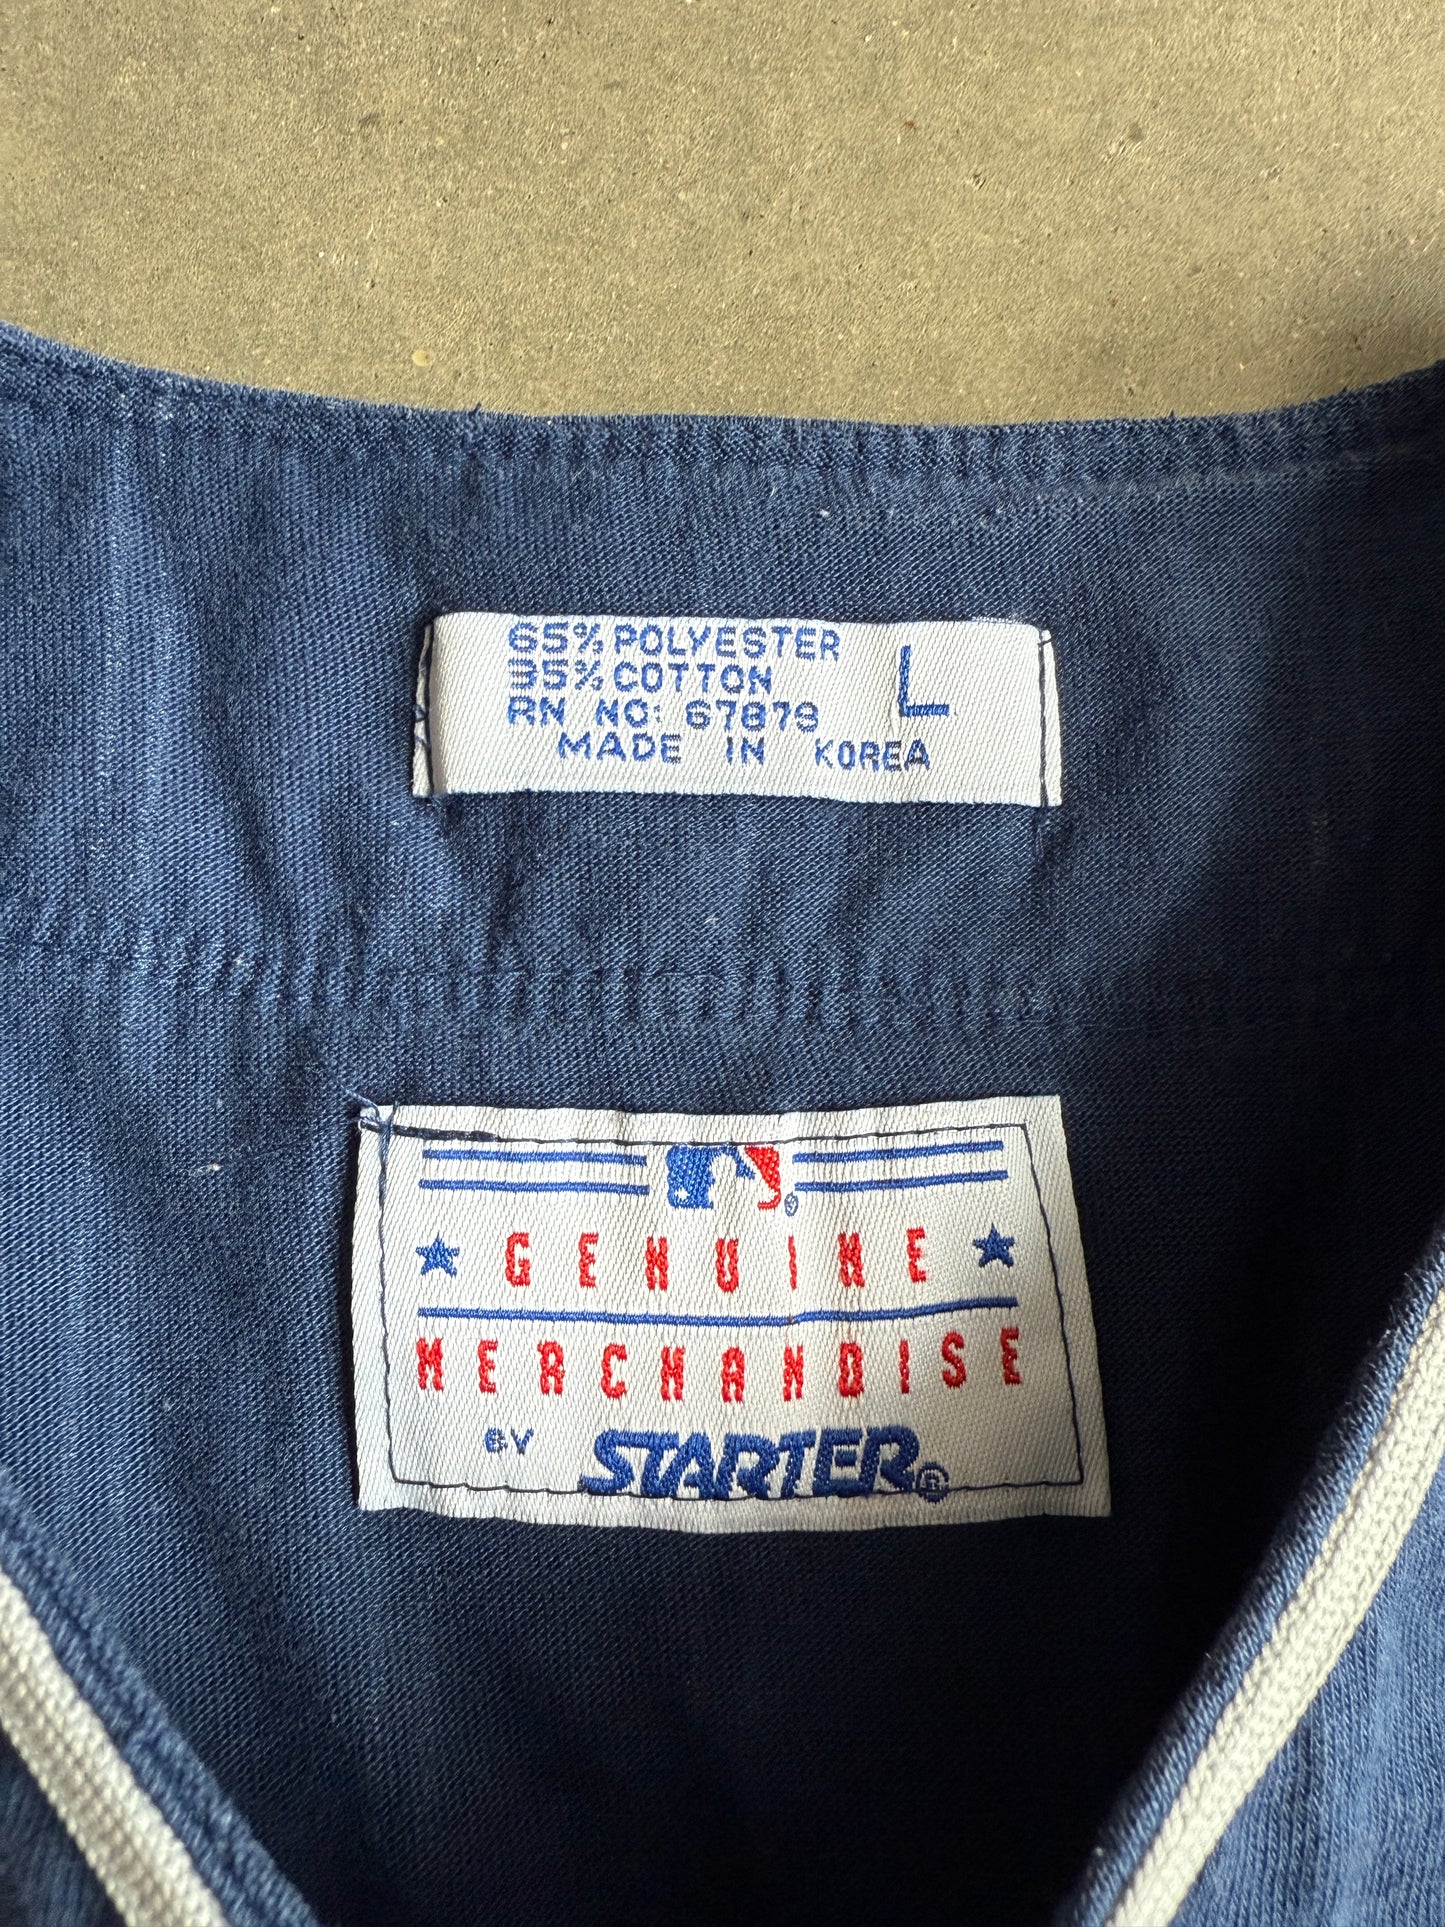 65% POLYESTER
35% COTTON
L
RN NO: 67879
MADE IN KOREA
GENUINE
MERCHANDISE
BY STARTER®